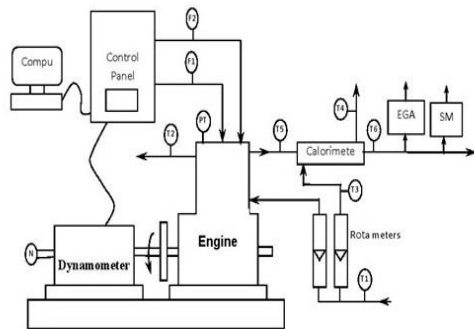 F2
Control
Panel
Compu
F1
T4
EGA
SM
PT
T2
T5
T6
Calorimete
T3
Engine
Rota meters
N
Dynamometer
T1